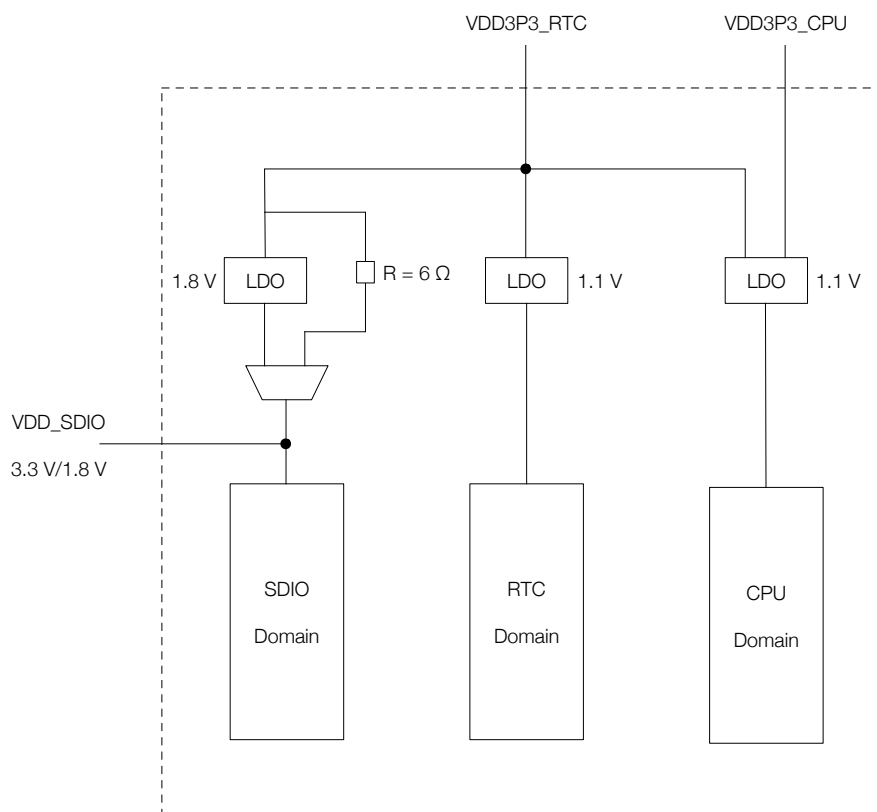 VDD3P3_RTC
VDD3P3_CPU
1.8 V
LDO
R = 6 Ω
LDO
1.1 V
LDO
1.1 V
VDD_SDIO
3.3 V/1.8 V
SDIO
Domain
RTC
Domain
CPU
Domain